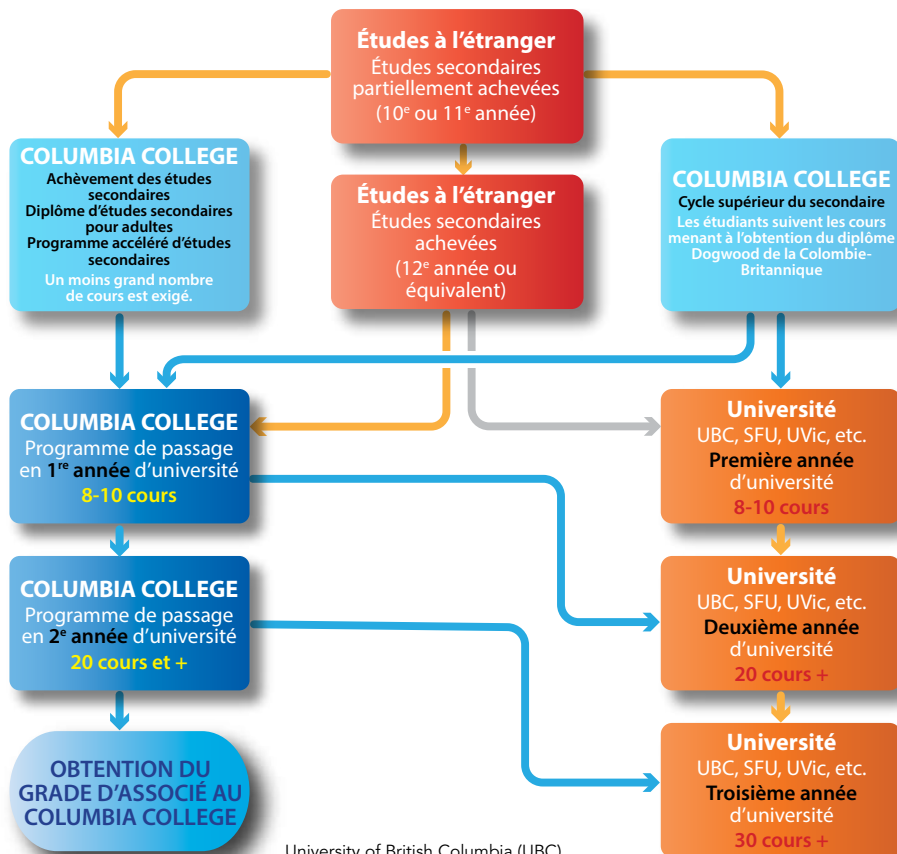 Études à l’étranger
Études secondaires
partiellement achevées
(10e ou 11e année)
COLUMBIA COLLEGE
Achèvement des études
secondaires
Diplôme d’études secondaires
pour adultes
Programme accéléré d’études
secondaires
Un moins grand nombre
de cours est exigé.
Études à l’étranger
Études secondaires
achevées
(12e année ou
équivalent)
COLUMBIA COLLEGE
Cycle supérieur du secondaire
Les étudiants suivent les cours
menant à l’obtention du diplôme
Dogwood de la Colombie-
Britannique
COLUMBIA COLLEGE
Programme de passage
en 1re année d’université
8-10 cours
Université
UBC, SFU, UVic, etc.
Première année
d’université
8-10 cours
COLUMBIA COLLEGE
Programme de passage
en 2e année d’université
20 cours et +
Université
UBC, SFU, UVic, etc.
Deuxième année
d’université
20 cours +
OBTENTION DU
GRADE D’ASSOCIÉ AU
COLUMBIA COLLEGE
Université
UBC, SFU, UVic, etc.
Troisième année
d’université
30 cours +
University of British Columbia (UBC)